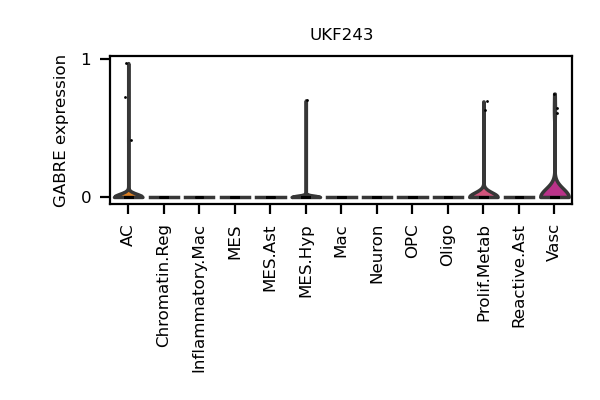 UKF243
GABRE expression
1
0
AC
Chromatin.Reg
Inflammatory.Mac
MES
MES.Ast
MES.Hyp
Mac
Neuron
OPC
Oligo
Prolif.Metab
Reactive.Ast
Vasc